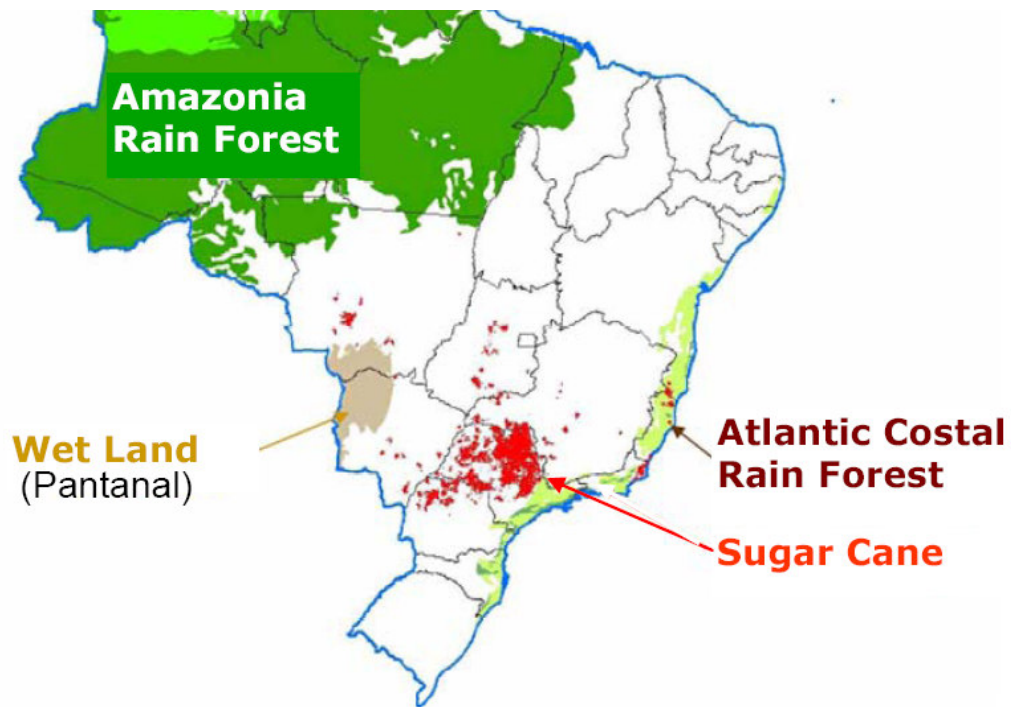 Amazonia
Rain Forest
Wet Land
(Pantanal)
Atlantic Costal
Rain Forest
Sugar Cane